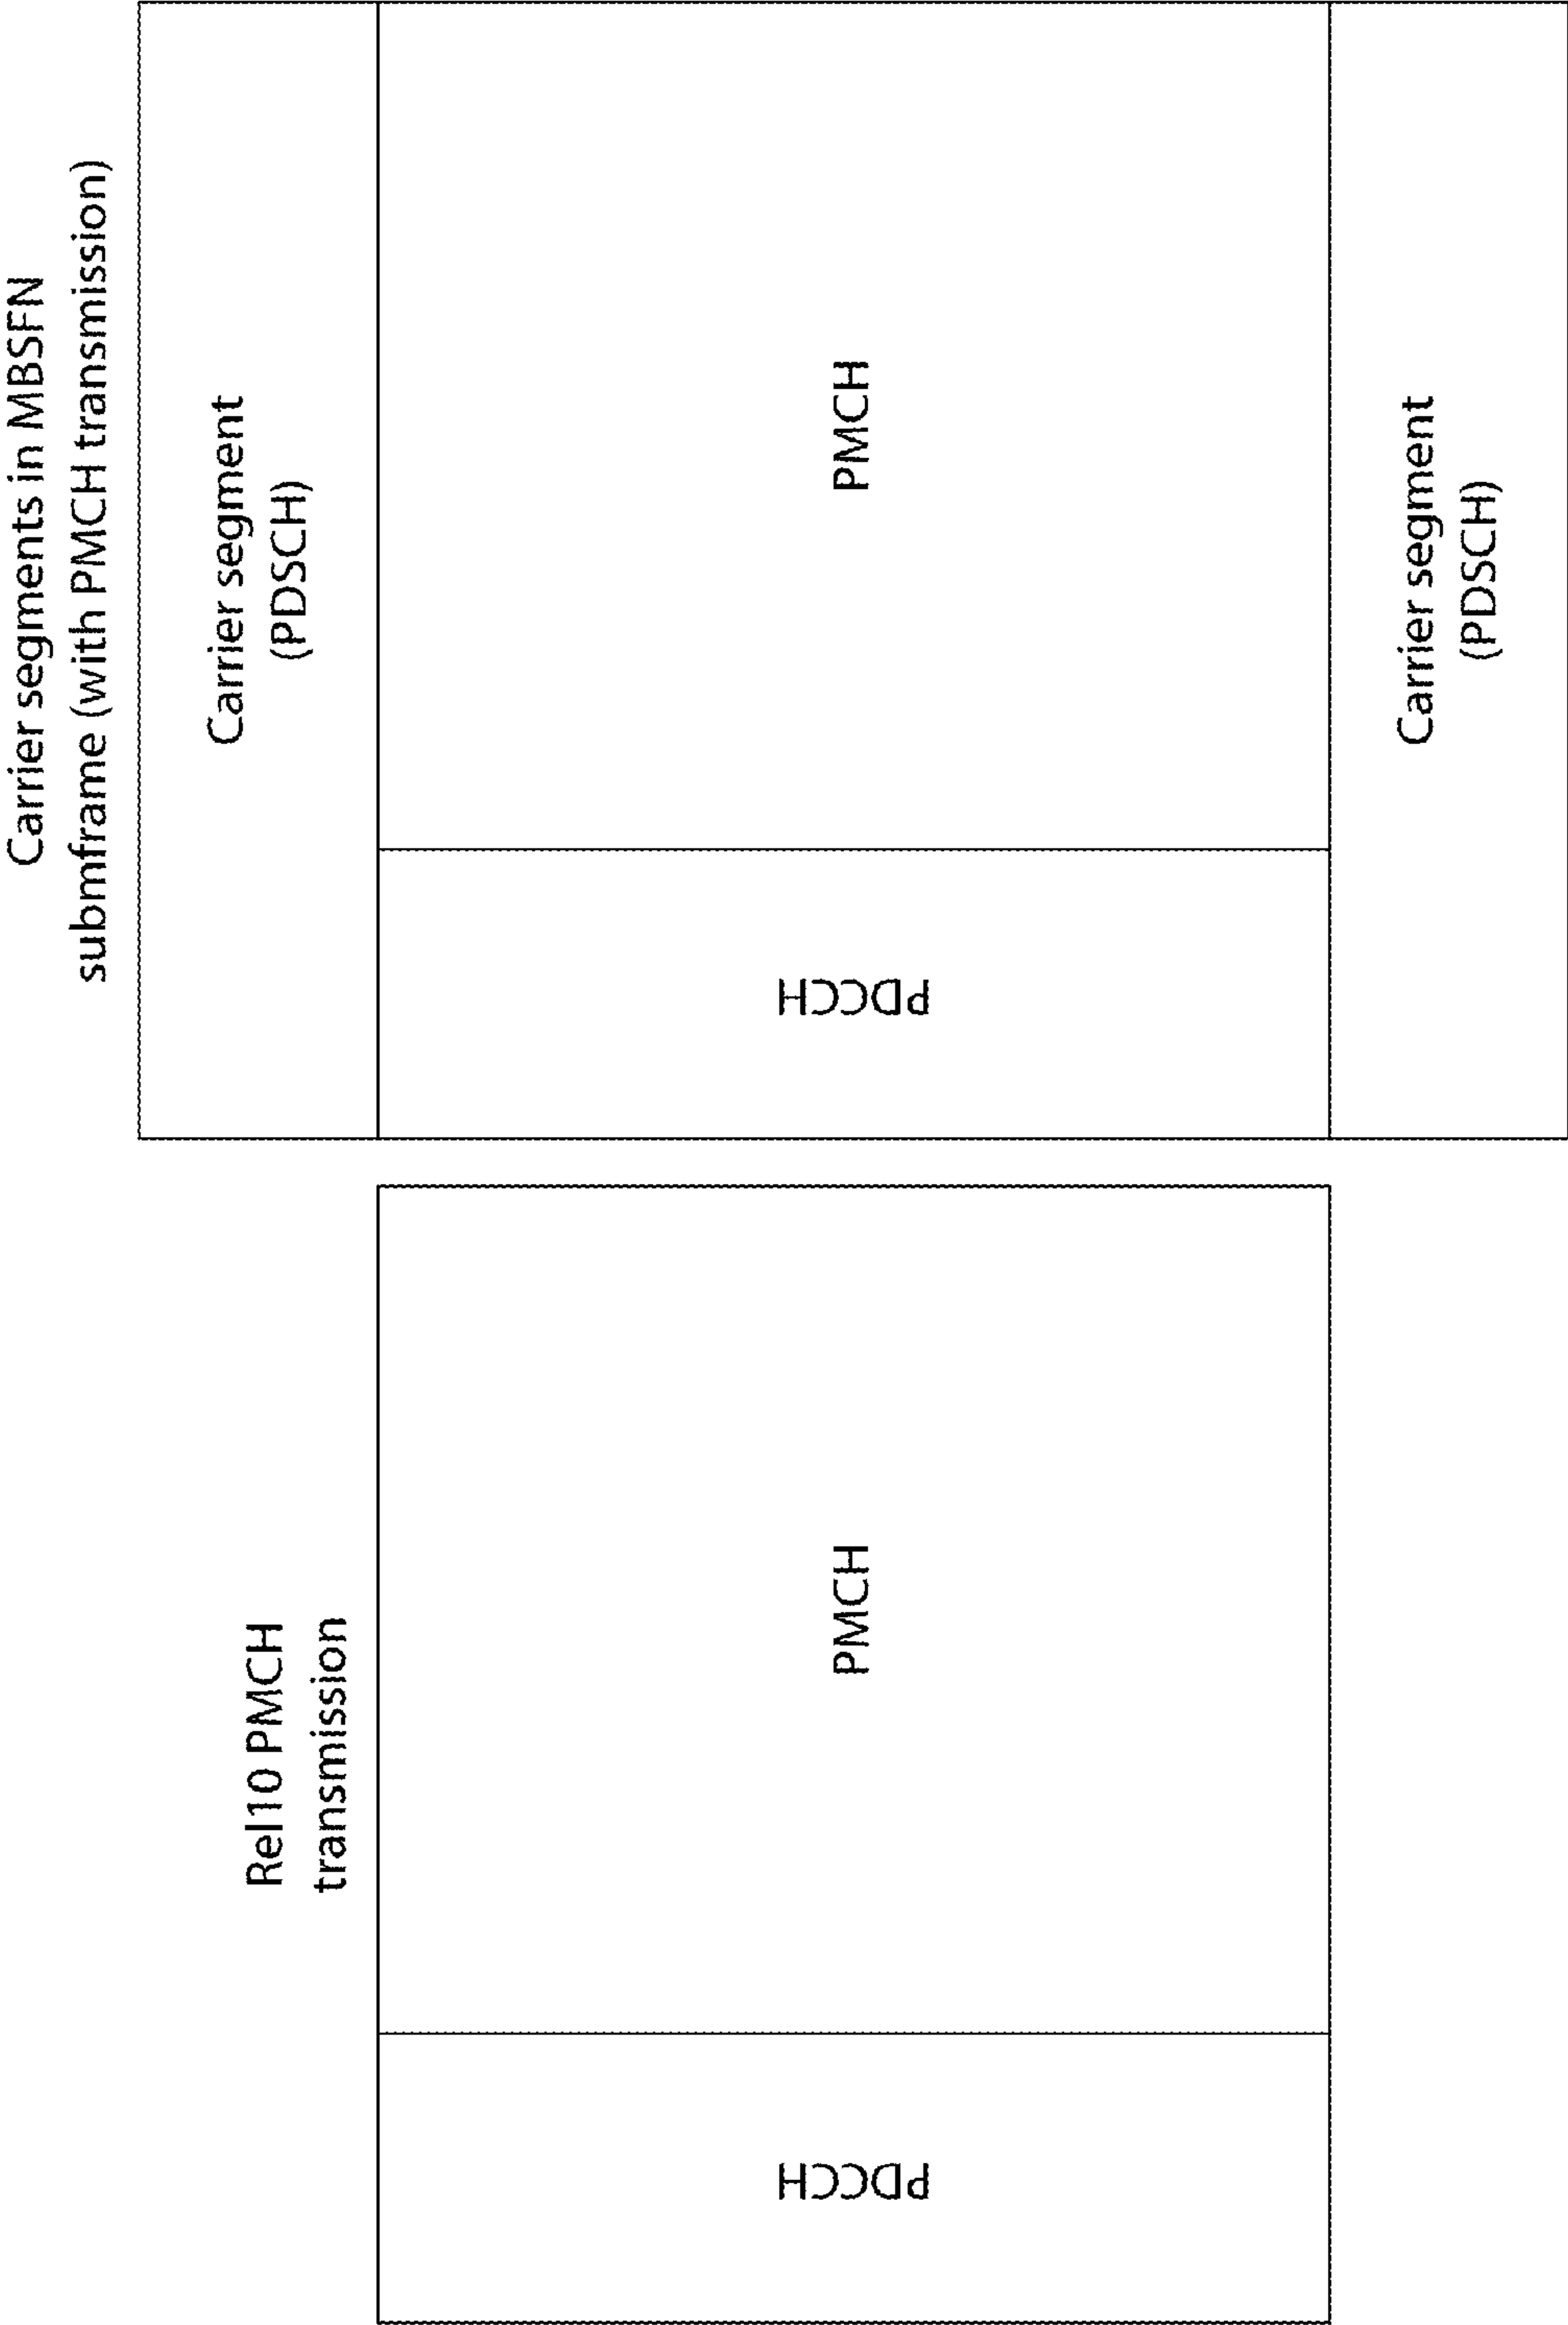 Rel10 PMCH
transmission
PDCCH
PMCH
Carrier segments in MBSFN
submframe (with PMCH transmission)
Carrier segment
(PDSCH)
PDCCH
PMCH
Carrier segment
(PDSCH)